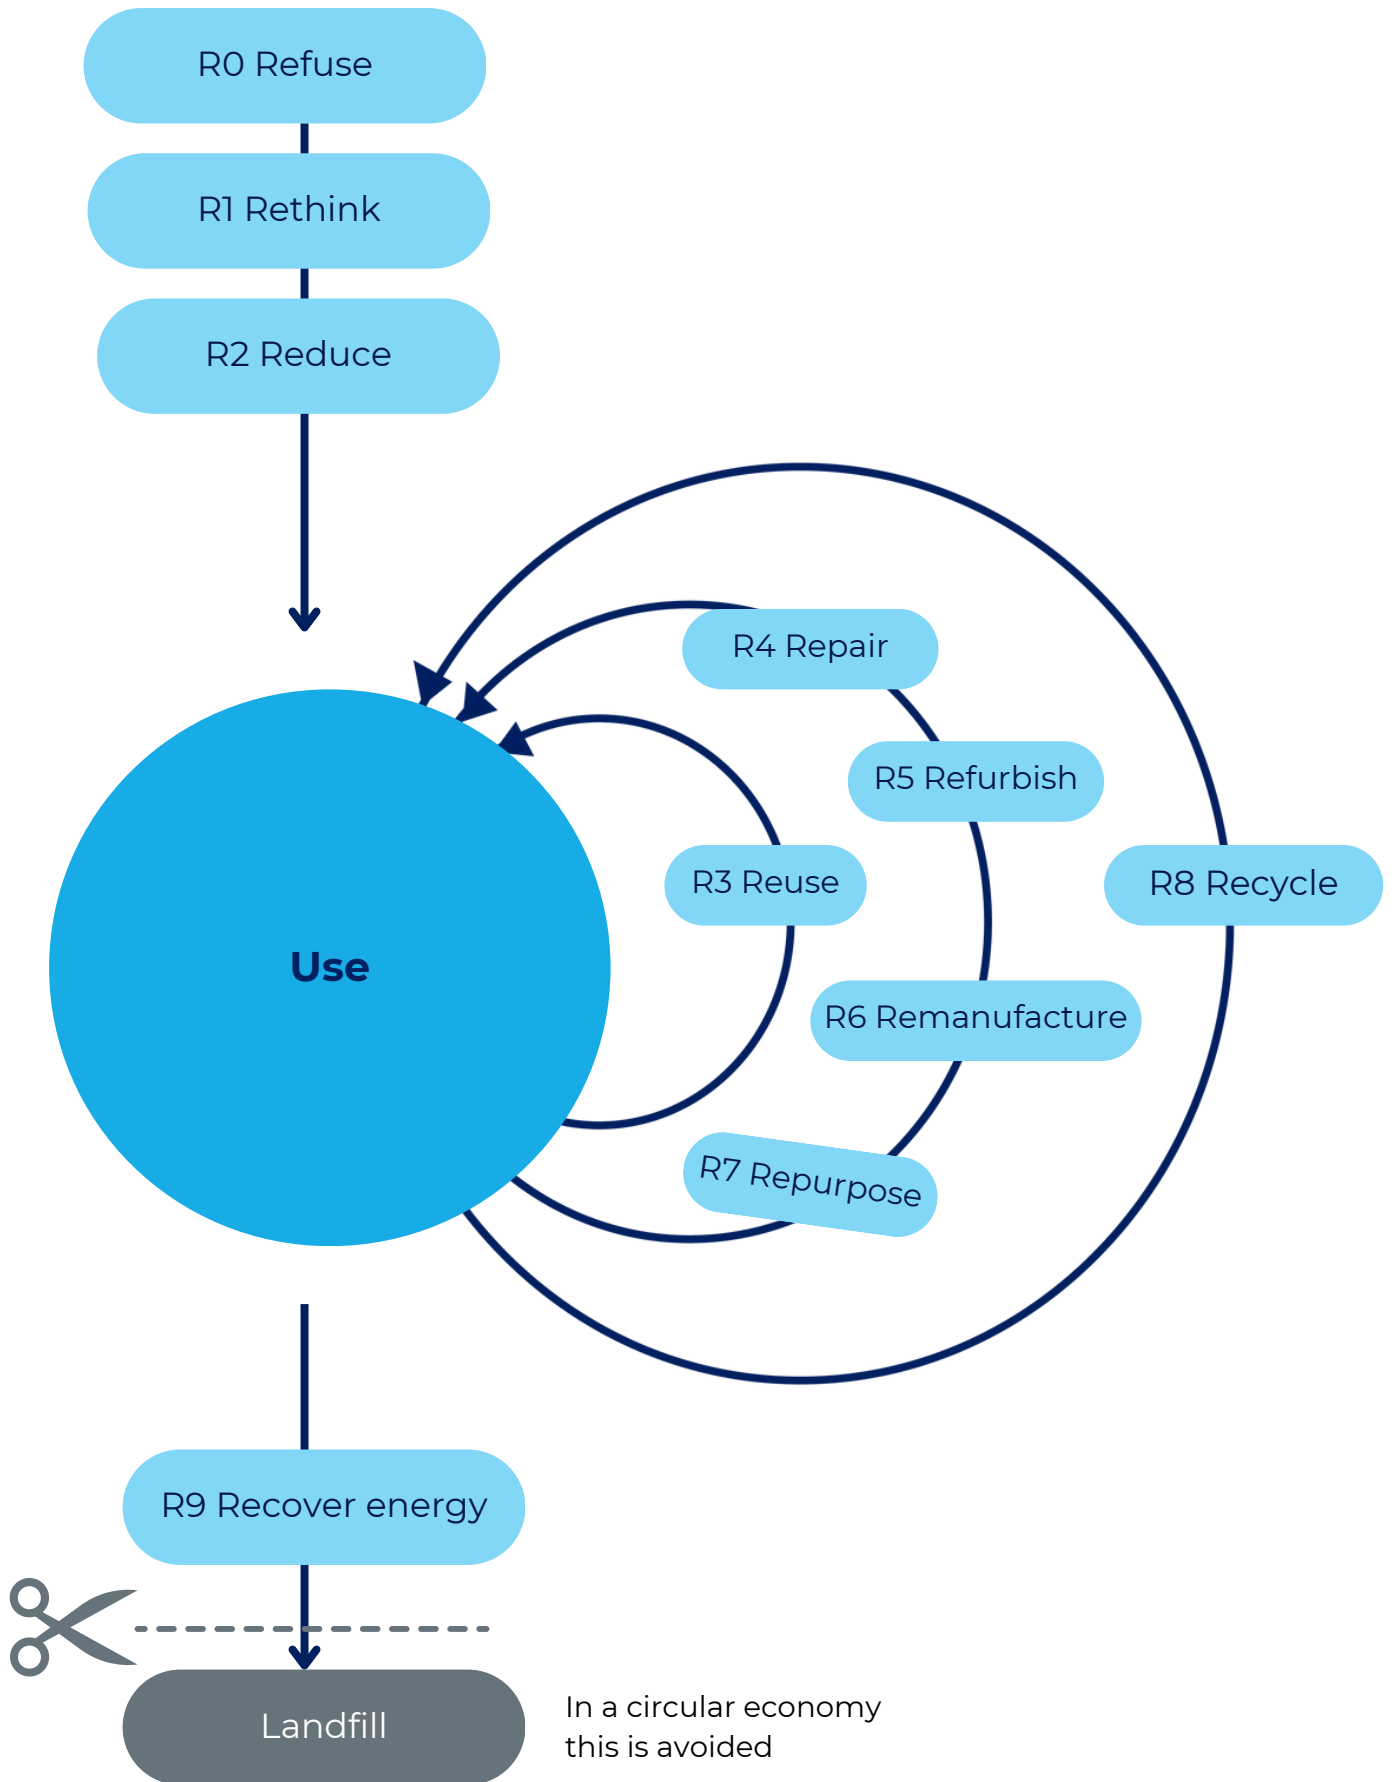 R0 Refuse
R1 Rethink
R2 Reduce
R4 Repair
R5 Refurbish
R3 Reuse
R8 Recycle
Use
R6 Remanufacture
R7 Repurpose
R9 Recover energy
Landfill
In a circular economy
this is avoided